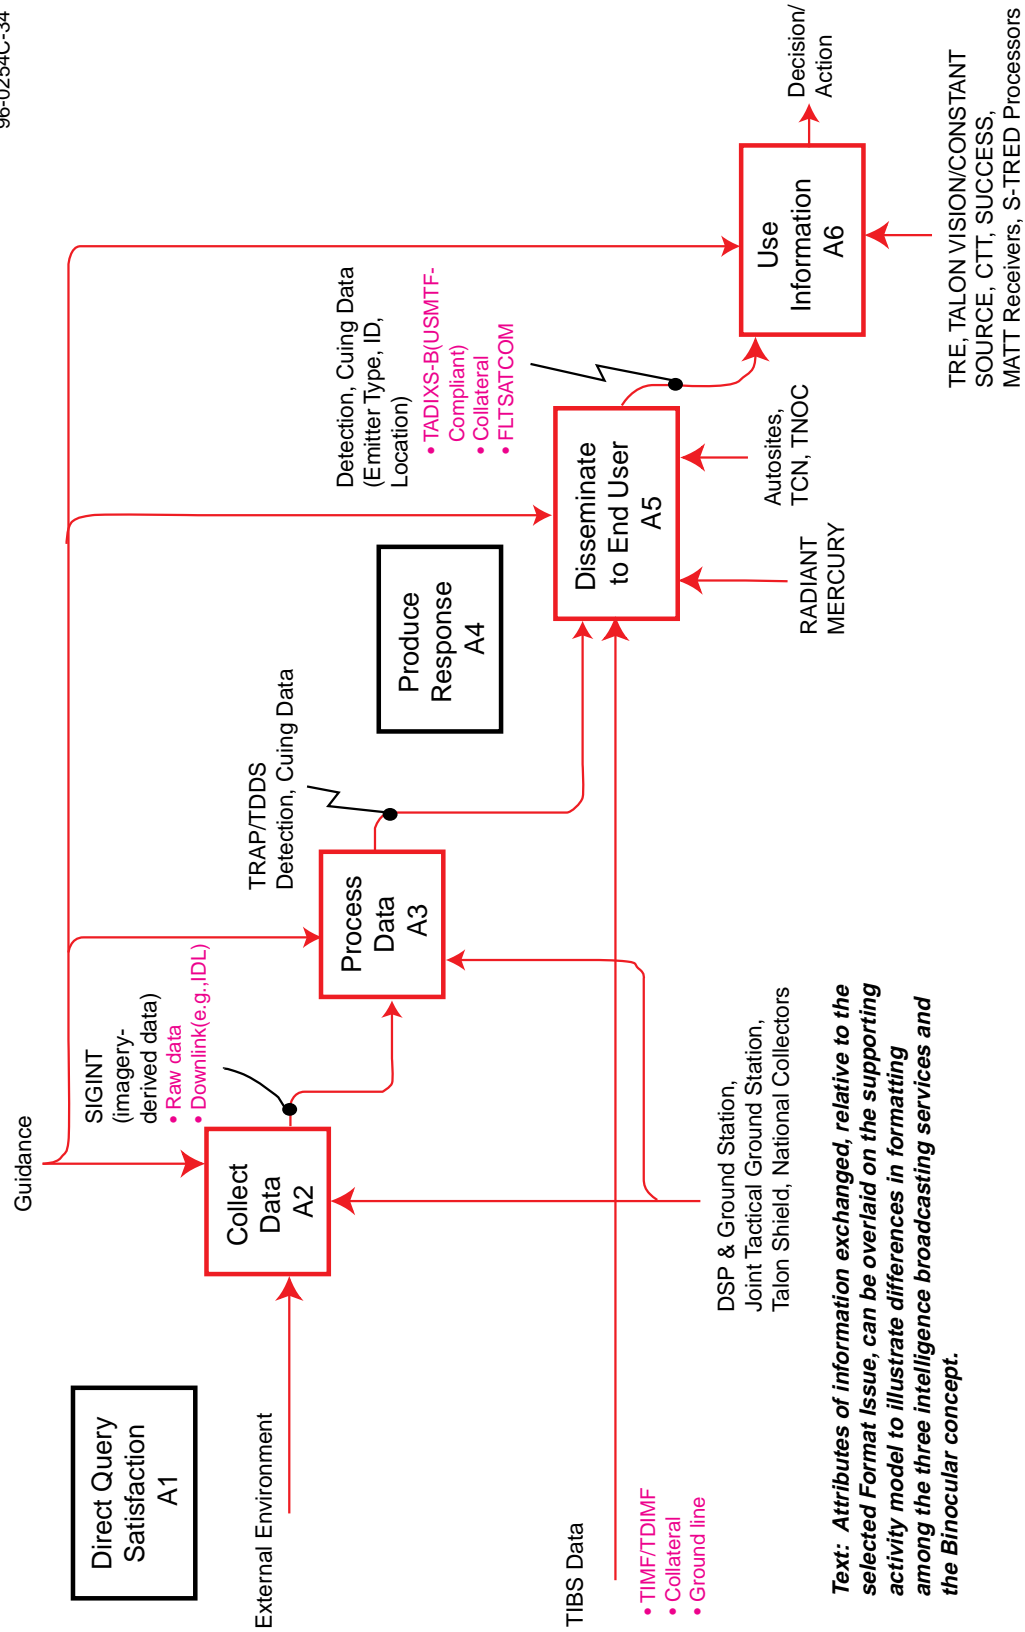 96-0254C-34
Guidance
Direct Query
Satisfaction
A1
External Environment
SIGINT
(imagery-
derived data)
• Raw data
• Downlink(e.g.,IDL)
Collect
Data
A2
TRAP/TDDS
Detection, Cuing Data
Process
Data
A3
Produce
Response
A4
Detection, Cuing Data
(Emitter Type, ID,
Location)
• TADIXS-B(USMTF-
Compliant)
• Collateral
• FLTSATCOM
Disseminate
to End User
A5
Use
Information
A6
Decision/
Action
TIBS Data
• TIMF/TDIMF
• Collateral
• Ground line
DSP & Ground Station,
Joint Tactical Ground Station,
Talon Shield, National Collectors
RADIANT
MERCURY
Autosites,
TCN, TNOC
TRE, TALON VISION/CONSTANT
SOURCE, CTT, SUCCESS,
MATT Receivers, S-TRED Processors
Text: Attributes of information exchanged, relative to the
selected Format Issue, can be overlaid on the supporting
activity model to illustrate differences in formatting
among the three intelligence broadcasting services and
the Binocular concept.